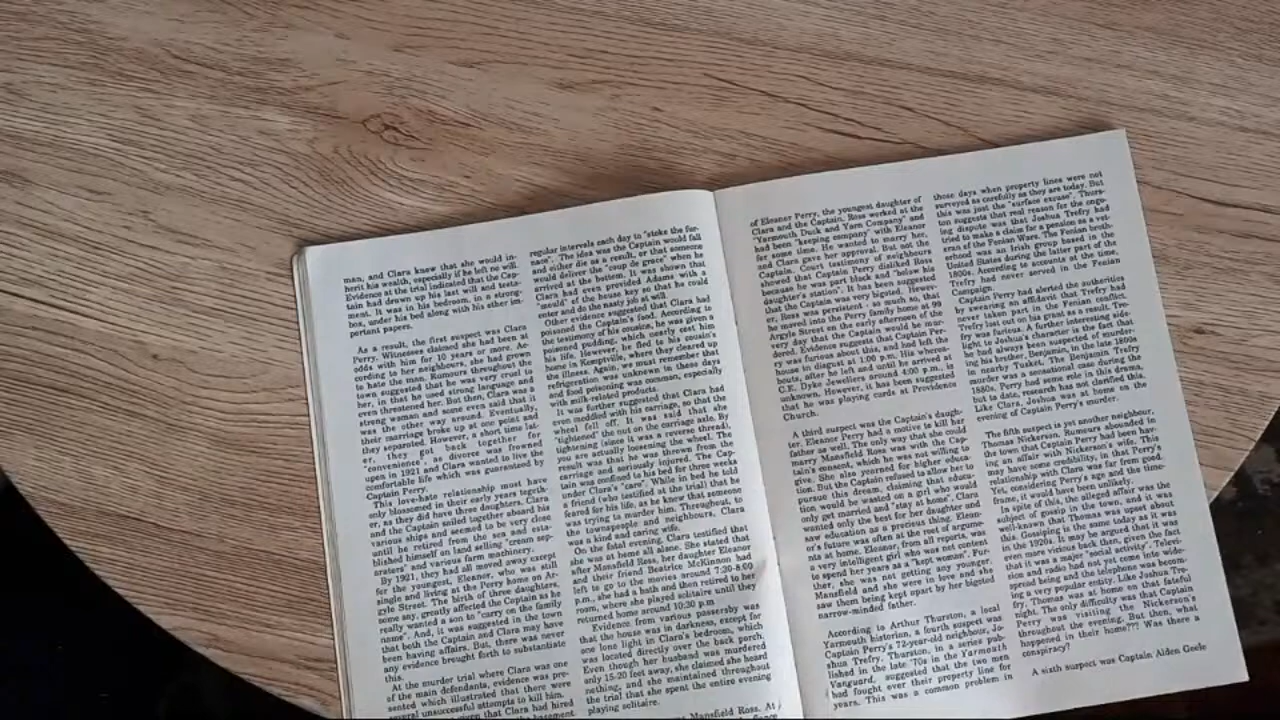 man, and Clara knew that she would in-
herit his wealth, especially if he left no will.
Evidence at the trial indicated that the Cap-
tain had drawn up his last will and testa-
ment. It was in his bedroom, in a strong-
box, under his bed along with his other im-
portant papers.
As a result, the first suspect was Clara
Perry. Witnesses claimed she had been at
odds with him for 10 years or more. Ac-
cording to her neighbours, she had grown
to hate the man. Rumours throughout the
town suggested that he was very cruel to
her, in that he used strong language and
even threatened her. But then, Clara was a
strong woman and some even said that it
was the other way around. Eventually,
their marriage broke up at one point and
they separated. However, a short time lat-
er, they got back together for
"convenience", as divorce was frowned
upon in 1921 and Clara wanted to live the
comfortable life which was guaranteed by
Captain Perry.
This love-hate relationship must have
only blossomed in their early years togeth-
er, as they did have three daughters. Clara
and the Captain sailed together aboard his
various ships and seemed to be very close
until he retired from the sea and esta-
blished himself on land selling "cream sep-
arators" and various farm machinery.
By 1921, they had all moved away except
for the youngest, Eleanor, who was still
single and living at the Perry home on Ar-
gyle Street. The birth of three daughters,
some say, greatly affected the Captain as he
really wanted a son to "carry on the family
name". And, it was suggested in the town
that both the Captain and Clara may have
been having affairs. But, there was never
any evidence brought forth to substantiate
this.
At the murder trial where Clara was one
of the main defendants, evidence was pre-
sented which illustrated that there were
several unsuccessful attempts to kill him.
given that Clara had hired
basement
regular intervals each day to "stoke the fur-
nace". The idea was the Captain would fall
and either die as a result, or that someone
would deliver the "coup de grace" when he
arrived at the house. It was shown that
Clara had even provided Adams with a
"mould" of the house key so that he could
enter and do the nasty job at will.
Other evidence suggested that Clara had
poisoned the Captain's food. According to
the testimony of his cousin, he was given a
poisoned pudding, which nearly cost him
his life. However, he fled to his cousin's
home in Kemptville, where they cleared up
the illness. Again, we must remember that
refrigeration was unknown in these days
and food poisoning was common, especially
with milk-related products.
It was further suggested that Clara had
even meddled with his carriage, so that the
wheel fell off. It was said that she
"tightened" the nut on the carriage axle. By
tightening (since it was a reverse thread),
you are actually loosening the wheel. The
result was that he was thrown from the
carriage and seriously injured. The Cap-
tain was confined to his bed for three weeks
under Clara's "care". While in bed he told
a friend (who testified at the trial) that he
feared for his life, as he knew that someone
was trying to murder him. Throughout, to
the townspeople and neighbours, Clara
was a kind and caring wife.
On the fatal evening, Clara testified that
she was at home all alone. She stated that
after Mansfield Ross, her daughter Eleanor
and their friend Beatrice McKinnon had
left to go to the movies around 7:30-8:00
p.m., she had a bath and then retired to her
room, where she played solitaire until they
returned home around 10:30 p.m
Evidence from various passersby was
that the house was in darkness, except for
one lone light in Clara's bedroom, which
was located directly over the back porch.
Even though her husband was murdered
only 15-20 feet away, she claimed she heard
nothing, and she maintained throughout
the trial that she spent the entire evening
playing solitaire.
Mansfield Ross. At
of Eleanor Perry, the youngest daughter of
Clara and the Captain. Ross worked at the
"Yarmouth Duck and Yarn Company" and
had been "keeping company" with Eleanor
for some time. He wanted to marry her,
and Clara gave her approval. But not the
Captain. Court testimony of neighbours
showed that Captain Perry disliked Ross
because he was part black and "below his
daughter's station". It has been suggested
that the Captain was very bigoted. Howev-
er, Ross was persistent - so much so, that
he moved into the Perry family home at 10
Argyle Street on the early afternoon of the
very day that the Captain would be mur-
dered. Evidence suggests that Captain Per-
ry was furious about this, and had left the
house in disgust at 1:00 p.m. His wherea-
bouts, after he left and until he arrived at
C.E. Dyke Jewellers around 4:00 p.m., is
unknown. However, it has been suggested
that he was playing cards at Providence
Church.
A third suspect was the Captain's daugh-
ter. Eleanor Perry had a motive to kill her
father as well. The only way that she could
marry Mansfield Ross was with the Cap-
tain's consent, which he was not willing to
give. She also yearned for higher educa-
tion. But the Captain refused to allow her to
pursue this dream, claiming that educa-
tion would be wasted on a girl who would
only get married and "stay at home". Clara
wanted only the best for her daughter and
saw education as a precious thing. Elean-
or's future was often at the root of argume-
nts at home. Eleanor, from all reports, was
a very intelligent girl who was not content
to spend her years as a "kept woman". Fur-
ther, she was not getting any younger.
Mansfield and she were in love and she
saw them being kept apart by her bigoted
narrow-minded father.
According to Arthur Thurston, a local
Yarmouth historian, a fourth suspect was
Captain Perry's 72-year-old neighbour, Jo-
shua Trefry. Thurston, in a series pub-
lished in the late '70s in the Yarmouth
Vanguard, suggested that the two men
had fought over their property line for
years. This was a common problem in
those days when property lines were not
surveyed as carefully as they are today. But
this was just the "surface excuse". Thurs-
ton suggests that real reason for the ongo-
ing dispute was that Joshua Trefry had
tried to make a claim for a pension as a vet-
eran of the Fenian War. The Fenian broth-
erhood was an Irish group based in the
United States during the latter part of the
1800s. According to accounts at the time,
Trefry had never served in the Fenian
Campaign.
Captain Perry had alerted the authorities
by swearing an affidavit that Trefry had
never taken part in the Fenian conflict.
Trefry lost out on his grant as a result. Tre-
light to Joshua's character is the fact that
he had always been suspected of murder-
ing his brother, Benjamin, in the late 1800s
in nearby Tusket. The Benjamin Trefry
murder was a sensational case during the
1880s. Perry had some role in this drama,
but to date, research has not clarified this.
Like Clara, Joshua was at home on the
evening of Captain Perry's murder.
The fifth suspect is yet another neighbour,
Thomas Nickerson. Rumours abounded in
the town that Captain Perry had been hav-
ing an affair with Nickerson's wife. This
may have some credibility, in that Perry's
relationship with Clara was far from good.
Yet, considering Perry's age and the time-
frame, it would have been unlikely.
In spite of this, the alleged affair was the
subject of gossip in the town, and it was
well-known that Thomas was upset about
this. Gossiping is the same today as it was
in the 1920s. It may be argued that it was
even more vicious back then, given the fact
that it was a major "social activity". Televi-
sion and radio had not yet come into wide-
spread being and the telephone was becom-
ing a very popular entity. Like Joshua Tre-
fry, Thomas was at home on that fateful
night. The only difficulty was that Captain
Perry was visiting the Nickerson's
throughout the evening. But then, what
happened in their home??? Was there a
conspiracy?
A sixth suspect was Captain Alden Geele